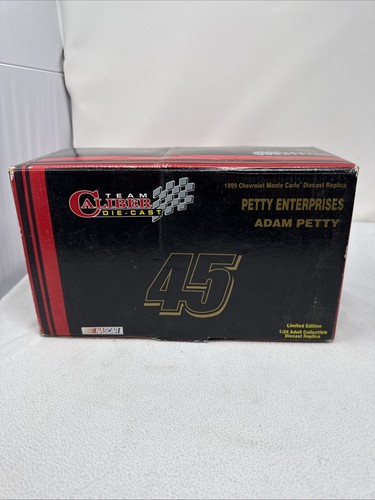 TEAM
CALIBER
DIE-CAST
1999 Chevrolet Monte Carlo Diecast Replica
PETTY ENTERPRISES
ADAM PETTY
45
NASCAR
Limited Edition
1:24 Adult Collectible
Diecast Replica